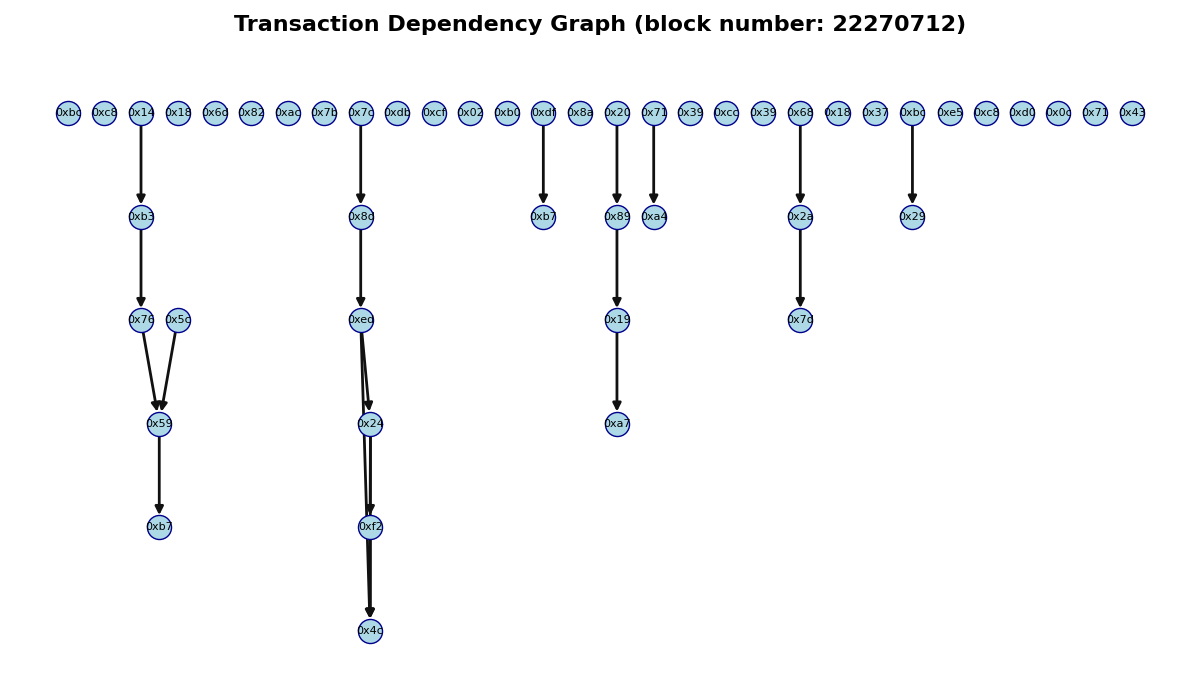 Transaction Dependency Graph (block number: 22270712)
0xbc 0xc8 0x14 0x18 0x6c 0x82 0xac 0x7b 0x7c 0xdb 0xcf 0x02 0xb0 0xdf 0x8a 0x20 0x71 0x39 0xcc 0x39 0x68 0x18 0x37 0xbc 0xe5 0xc8 0xd0 0x0c 0x71 0x43
0xb3 0x8d 0xb7 0x89 0xa4 0x2a 0x29
0x76 0x5c 0xed 0x19 0x7d
0x59 0x24 0xa7
0xb7 0xf2
0x4c